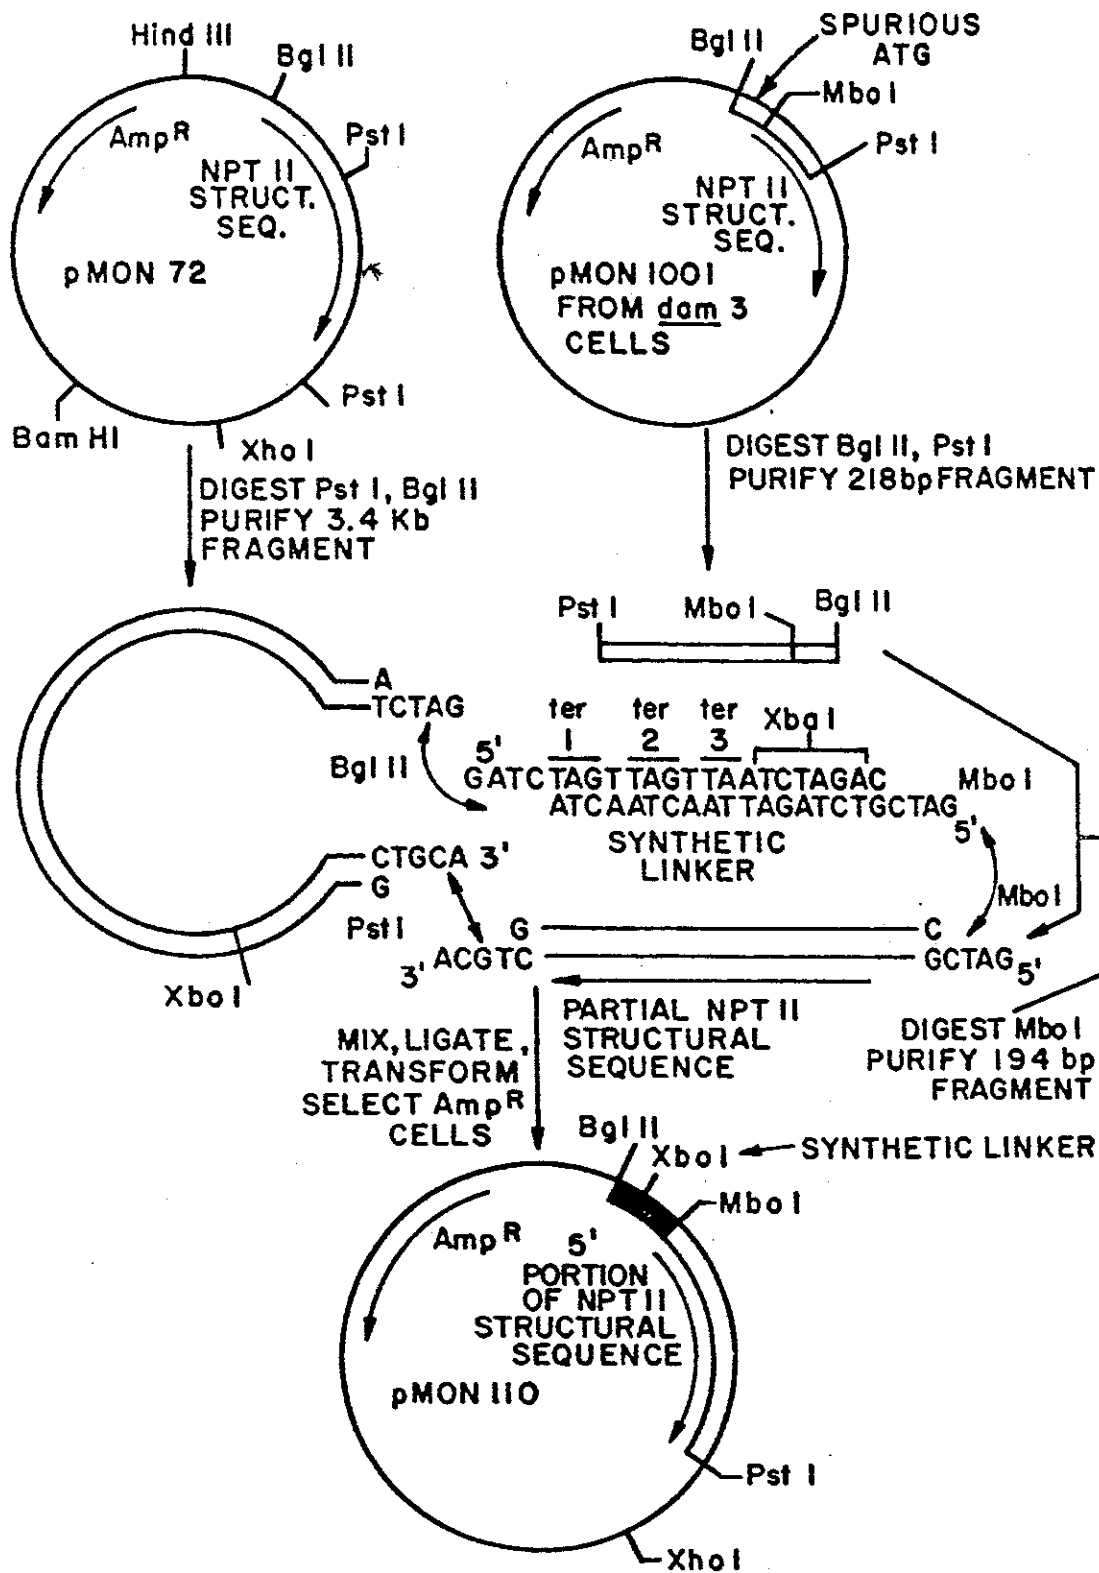 Hind III
Bgl II
Pst I
Amp R
NPT II
STRUCT.
SEQ.
pMON 72
Pst I
Bam HI
Xho I
Bgl II
SPURIOUS
ATG
Mbo I
Pst I
Amp R
NPT II
STRUCT.
SEQ.
pMON 1001
FROM dam 3
CELLS
DIGEST Pst I, Bgl II
PURIFY 3.4 Kb
FRAGMENT
DIGEST Bgl II, Pst I
PURIFY 218bp FRAGMENT
Pst I
Mbo I
Bgl II
A
TCTAG
Bgl II
ter
1
ter
2
ter
3
Xba I
5'
GATCTAGTTAGTTAATCTAGAC
ATCAATCAATTAGATCTGCTAG
5'
Mbo I
SYNTHETIC
LINKER
CTGCA 3'
G
Pst I
Xbo I
Mbo I
G
C
3' ACGTC
GCTAG 5'
PARTIAL NPT II
STRUCTURAL
SEQUENCE
MIX, LIGATE,
TRANSFORM
SELECT Amp R
CELLS
DIGEST Mbo I
PURIFY 194 bp
FRAGMENT
Bgl II
Xbo I
SYNTHETIC LINKER
Mbo I
Amp R
5'
PORTION
OF NPT II
STRUCTURAL
SEQUENCE
pMON 110
Pst I
Xho I